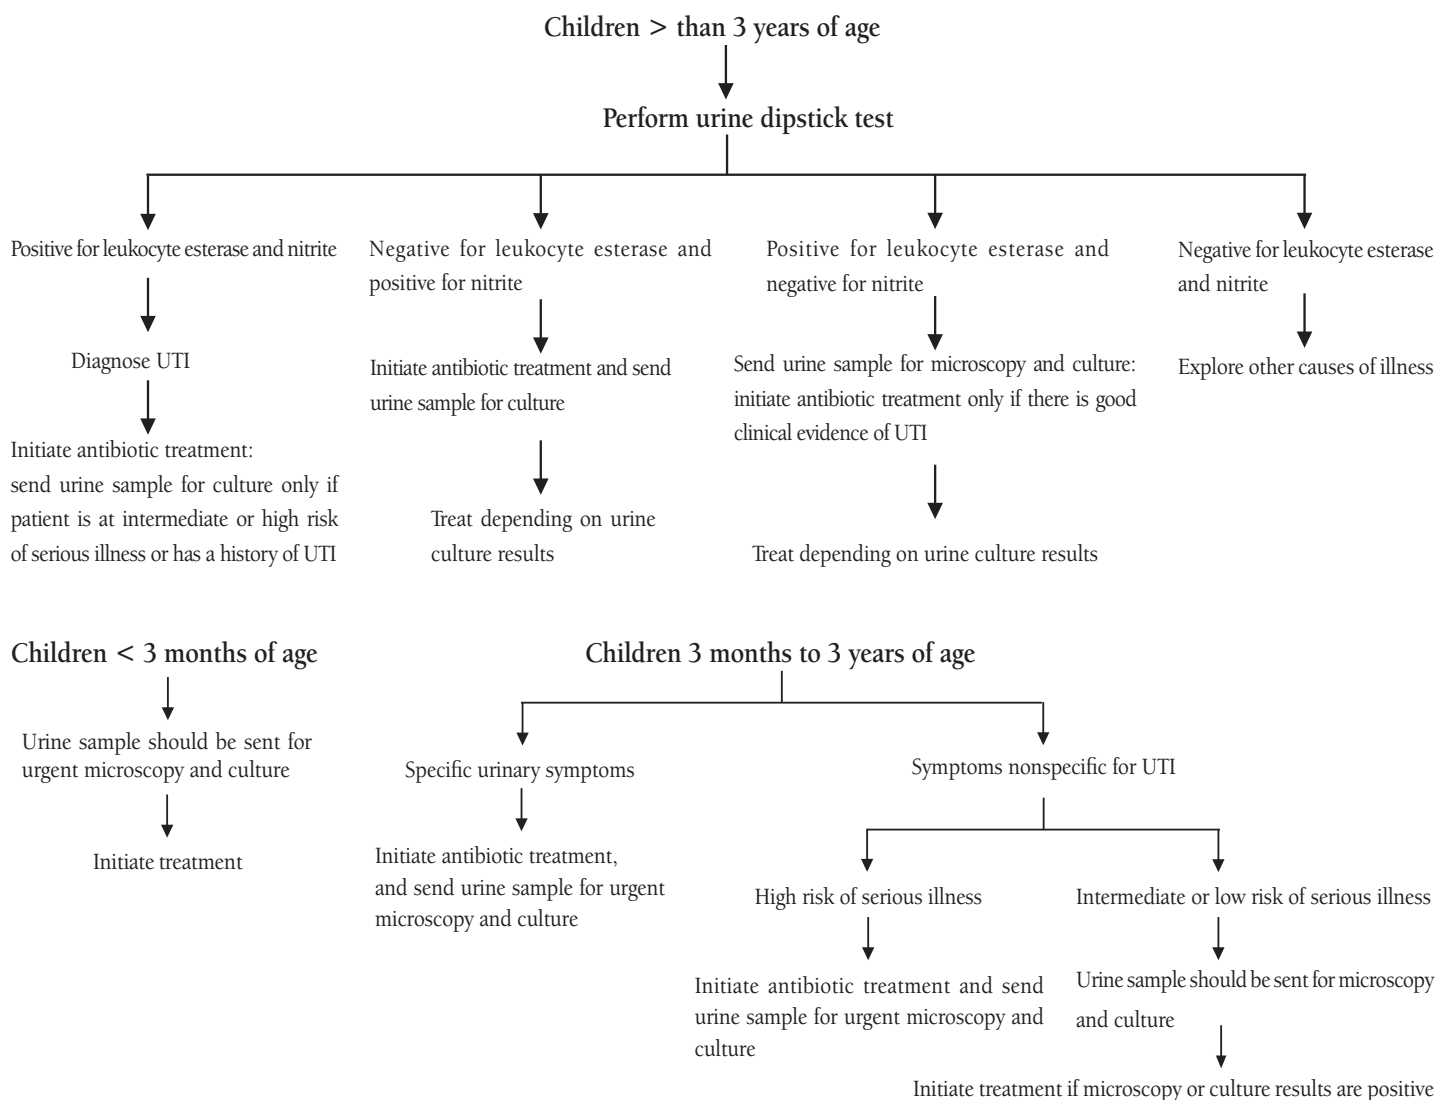 Children > than 3 years of age
Perform urine dipstick test
Positive for leukocyte esterase and nitrite
Diagnose UTI
Initiate antibiotic treatment:
send urine sample for culture only if
patient is at intermediate or high risk
of serious illness or has a history of UTI
Negative for leukocyte esterase and
positive for nitrite
Initiate antibiotic treatment and send
urine sample for culture
Treat depending on urine
culture results
Positive for leukocyte esterase and
negative for nitrite
Send urine sample for microscopy and culture:
initiate antibiotic treatment only if there is good
clinical evidence of UTI
Treat depending on urine culture results
Negative for leukocyte esterase
and nitrite
Explore other causes of illness
Children < 3 months of age
Urine sample should be sent for
urgent microscopy and culture
Initiate treatment
Children 3 months to 3 years of age
Specific urinary symptoms
Initiate antibiotic treatment,
and send urine sample for urgent
microscopy and culture
Symptoms nonspecific for UTI
High risk of serious illness
Initiate antibiotic treatment and send
urine sample for urgent microscopy and
culture
Intermediate or low risk of serious illness
Urine sample should be sent for microscopy
and culture
Initiate treatment if microscopy or culture results are positive